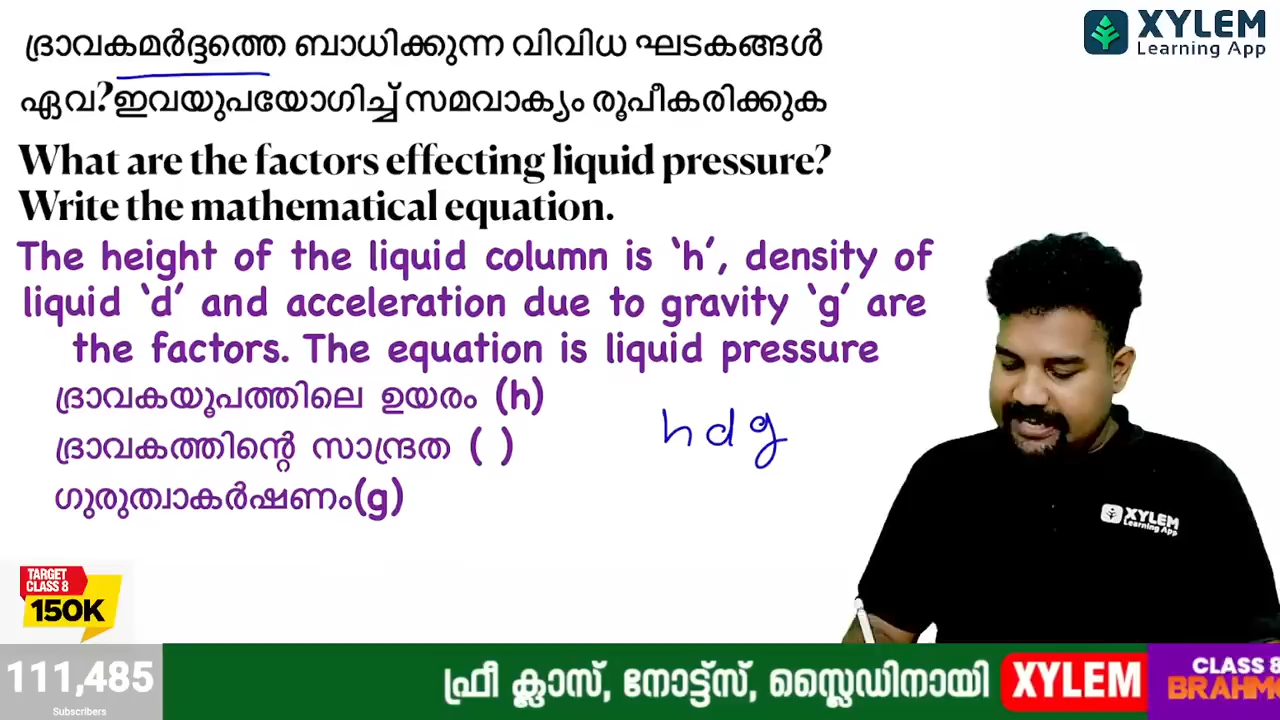 ദ്രാവകമർദ്ദത്തെ ബാധിക്കുന്ന വിവിധ ഘടകങ്ങൾ
ഏവ?ഇവയുപയോഗിച്ച് സമവാക്യം രൂപീകരിക്കുക
What are the factors effecting liquid pressure?
Write the mathematical equation.
The height of the liquid column is ‘h’, density of
liquid ‘d’ and acceleration due to gravity ‘g’ are
the factors. The equation is liquid pressure
ദ്രാവകയൂപത്തിലെ ഉയരം (h)
ദ്രാവകത്തിന്റെ സാന്ദ്രത ( )
ഗുരുത്വാകർഷണം(g)
h d g
XYLEM
Learning App
XYLEM
Learning App
TARGET
CLASS 8
150K
111,485
Subscribers
ഫ്രീ ക്ലാസ്, നോട്ട്സ്, സ്ലൈഡിനായി
XYLEM
CLASS 8